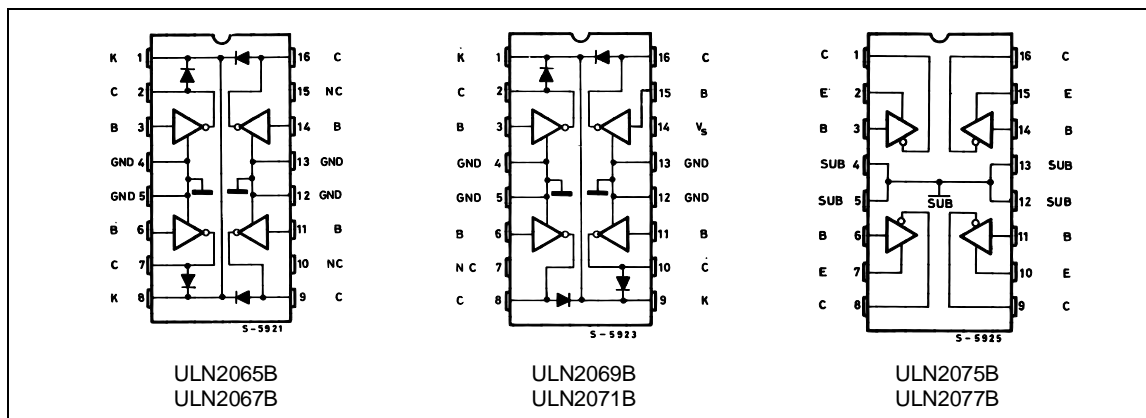 K 1 16 C
C 2 15 NC
B 3 14 B
GND 4 13 GND
GND 5 12 GND
B 6 11 B
C 7 10 NC
K 8 9 C
S-5921
ULN2065B
ULN2067B
K 1 16 C
C 2 15 B
B 3 14 Vs
GND 4 13 GND
GND 5 12 GND
B 6 11 B
NC 7 10 C
C 8 9 K
S-5923
ULN2069B
ULN2071B
C 1 16 C
E 2 15 E
B 3 14 B
SUB 4 13 SUB
SUB
SUB 5 12 SUB
B 6 11 B
E 7 10 E
C 8 9 C
S-5925
ULN2075B
ULN2077B